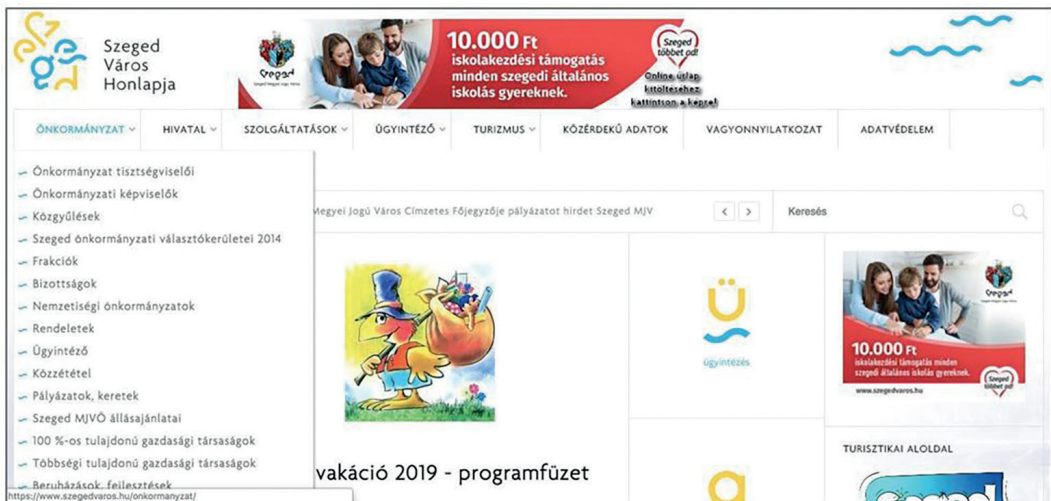 Szeged
Város
Honlapja
Szeged
10.000 Ft
iskolakezdési támogatás
minden szegedi általános
iskolás gyereknek.
Szeged
többet ad!
Online űrlap
kitöltéséhez
kattintson a képre!
ÖNKORMÁNYZAT
HIVATAL
SZOLGÁLTATÁSOK
ÜGYINTÉZŐ
TURIZMUS
KÖZÉRDEKŰ ADATOK
VAGYONNYILATKOZAT
ADATVÉDELEM
Önkormányzat tisztségviselői
Önkormányzati képviselők
Közgyűlések
Szeged önkormányzati választókerületei 2014
Frakciók
Bizottságok
Nemzetiségi önkormányzatok
Rendeletek
Ügyintéző
Közzététel
Pályázatok, keretek
Szeged MJVÖ állásajánlatai
100 %-os tulajdonú gazdasági társaságok
Többségi tulajdonú gazdasági társaságok
Beruházások, fejlesztések
https://www.szegedvaros.hu/onkormanyzat/
Megyei Jogú Város Címzetes Főjegyzője pályázatot hirdet Szeged MJV
Keresés
vakáció 2019 - programfüzet
ü
ügyintézés
Szeged
10.000 Ft
iskolakezdési támogatás minden
szegedi általános iskolás gyereknek.
www.szegedvaros.hu
Szeged
többet ad!
TURISZTIKAI ALOLDAL